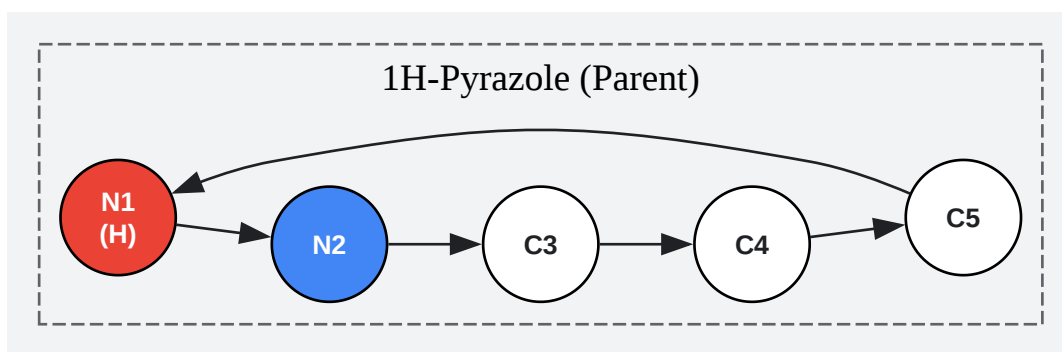 1H-Pyrazole (Parent)
N1
(H)
N2
C3
C4
C5